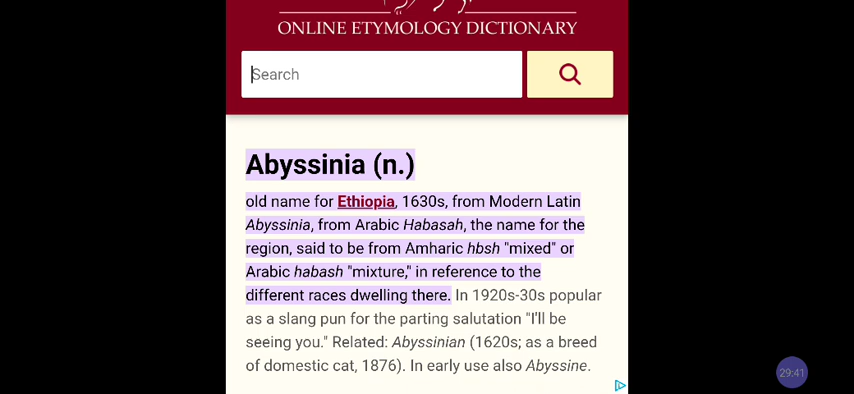 ONLINE ETYMOLOGY DICTIONARY
Search
Abyssinia (n.)
old name for Ethiopia, 1630s, from Modern Latin
Abyssinia, from Arabic Habasah, the name for the
region, said to be from Amharic hbsh "mixed" or
Arabic habash "mixture," in reference to the
different races dwelling there. In 1920s-30s popular
as a slang pun for the parting salutation "I'll be
seeing you." Related: Abyssinian (1620s; as a breed
of domestic cat, 1876). In early use also Abyssine.
29:41